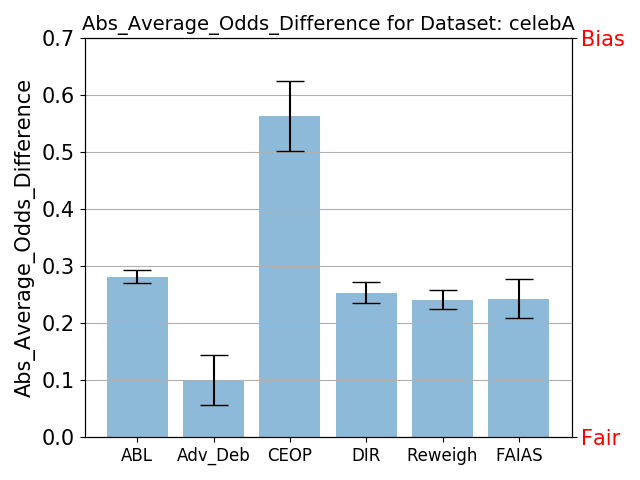 Abs_Average_Odds_Difference for Dataset: celebA
Bias
Abs_Average_Odds_Difference
0.7
0.6
0.5
0.4
0.3
0.2
0.1
0.0
Fair
ABL Adv_Deb CEOP DIR Reweigh FAIAS